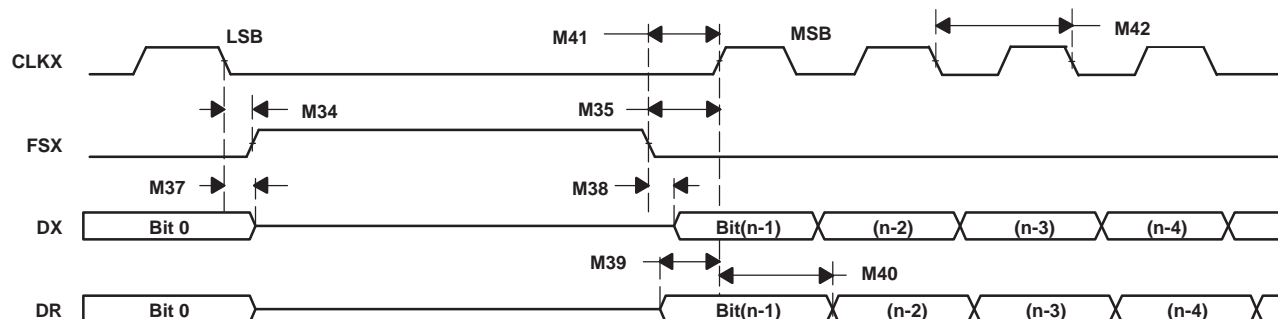 LSB M41 MSB M42
CLKX
M34 M35
FSX
M37 M38
DX Bit 0 Bit(n-1) (n-2) (n-3) (n-4)
M39 M40
DR Bit 0 Bit(n-1) (n-2) (n-3) (n-4)